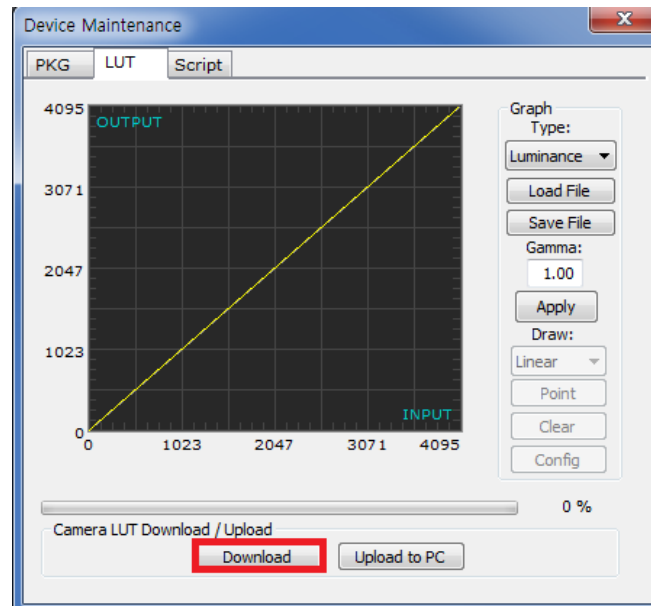 Device Maintenance
PKG LUT Script
4095
OUTPUT
3071
2047
1023
0
INPUT
0 1023 2047 3071 4095
Graph
Type:
Luminance
Load File
Save File
Gamma:
1.00
Apply
Draw:
Linear
Point
Clear
Config
0 %
Camera LUT Download / Upload
Download Upload to PC